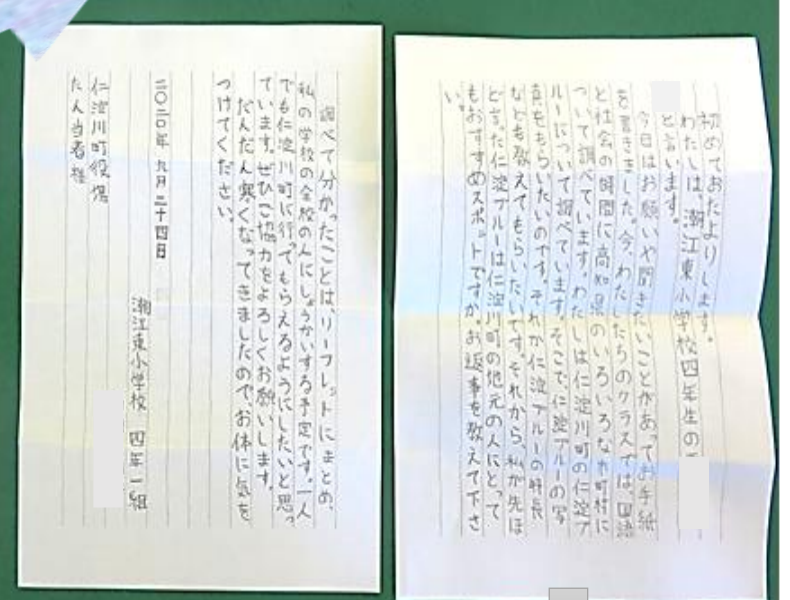 初めておたよりします。
わたしは、潮江東小学校四年生の
と言います。
今日はお願いや聞きたいことがあってお手紙
を書きました。今、わたしたちのクラスでは、国語
と社会の時間に高知県のいろいろな市町村に
ついて調べています。わたしは仁淀川町の仁淀ブ
ルーについて調べています。そこで、仁淀ブルーの写
真をもらいたいのです。それか仁淀ブルーの特長
なども教えてもらいたいです。それから、私が先ほ
ど言った仁淀ブルーは仁淀川町の地元の人にとって
もおすすめスポットですか。お返事を教えて下さ
い。
調べて分かったことは、リーフレットにまとめ、
私の学校の全校の人にしょうかいする予定です。一人
でも仁淀川町に行ってもらえるようにしたいと思っ
ています。ぜひご協力をよろしくお願いします。
だんだん寒くなってきましたので、お体に気を
つけてください。
二〇二〇年 九月 二十四日
潮江東小学校 四年一組
仁淀川町役場
たん当者様